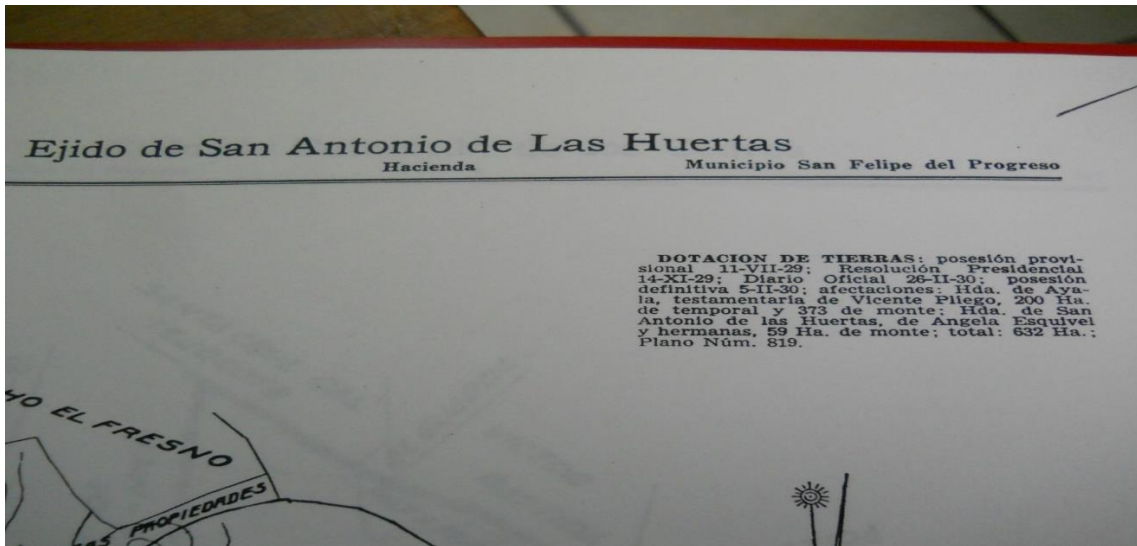 Ejido de San Antonio de Las Huertas
Hacienda
Municipio San Felipe del Progreso
DOTACION DE TIERRAS: posesión provi-
sional 11-VII-29; Resolución Presidencial
14-XI-29; Diario Oficial 26-II-30; posesión
definitiva 5-II-30; afectaciones: Hda. de Aya-
la, testamentaría de Vicente Pliego, 200 Ha.
de temporal y 373 de monte; Hda. de San
Antonio de las Huertas, de Angela Esquivel
y hermanas, 59 Ha. de monte; total: 632 Ha.;
Plano Núm. 819.
EL FRESNO
PROPIEDADES